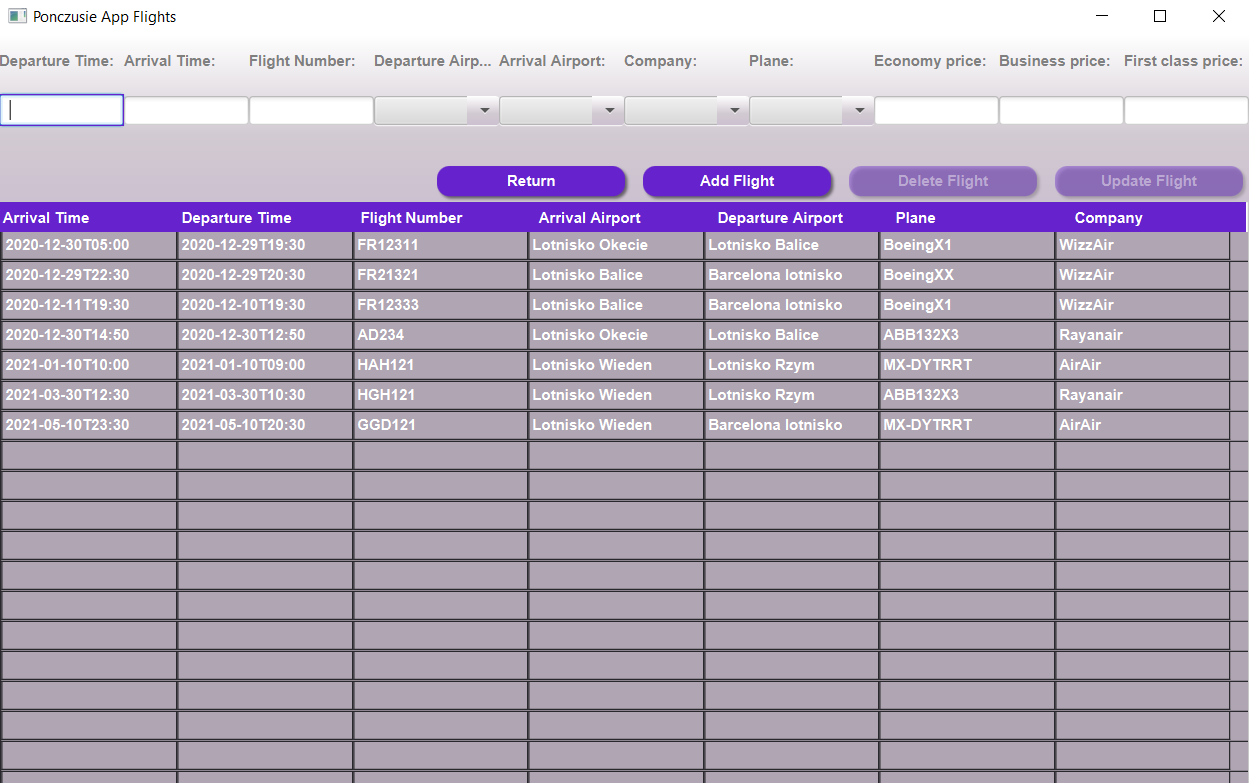 Ponczusie App Flights
Departure Time: Arrival Time: Flight Number: Departure Airp... Arrival Airport: Company: Plane: Economy price: Business price: First class price:
Return Add Flight Delete Flight Update Flight
Arrival Time Departure Time Flight Number Arrival Airport Departure Airport Plane Company
2020-12-30T05:00 2020-12-29T19:30 FR12311 Lotnisko Okecie Lotnisko Balice BoeingX1 WizzAir
2020-12-29T22:30 2020-12-29T20:30 FR21321 Lotnisko Balice Barcelona lotnisko BoeingXX WizzAir
2020-12-11T19:30 2020-12-10T19:30 FR12333 Lotnisko Balice Barcelona lotnisko BoeingX1 WizzAir
2020-12-30T14:50 2020-12-30T12:50 AD234 Lotnisko Okecie Lotnisko Balice ABB132X3 Rayanair
2021-01-10T10:00 2021-01-10T09:00 HAH121 Lotnisko Wieden Lotnisko Rzym MX-DYTRRT AirAir
2021-03-30T12:30 2021-03-30T10:30 HGH121 Lotnisko Wieden Lotnisko Rzym ABB132X3 Rayanair
2021-05-10T23:30 2021-05-10T20:30 GGD121 Lotnisko Wieden Barcelona lotnisko MX-DYTRRT AirAir